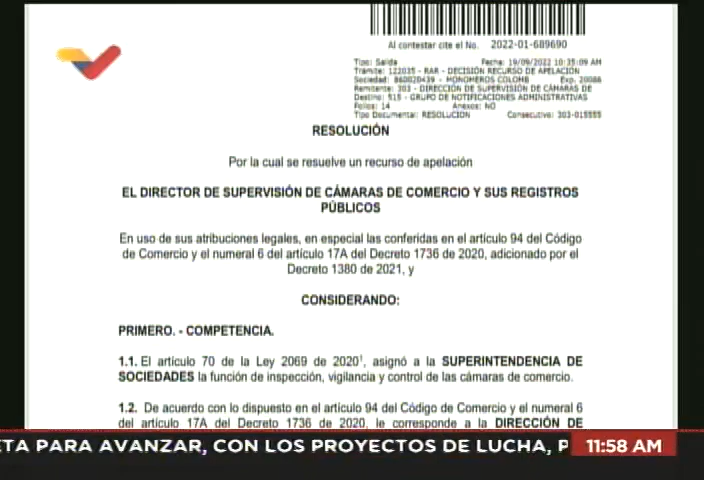 Al contestar cite el No. 2022-01-689690
Tipo: Salida Fecha: 19/09/2022 10:35:09 AM
Trámite: 122035 - RAR - DECISIÓN RECURSO DE APELACIÓN
Sociedad: 860020439 - MONOMEROS COLOMB Exp. 20086
Remitente: 303 - DIRECCIÓN DE SUPERVISIÓN DE CÁMARAS DE
Destino: 515 - GRUPO DE NOTIFICACIONES ADMINISTRATIVAS
Folios: 14 Anexos: NO
Tipo Documental: RESOLUCION Consecutivo: 303-015555
RESOLUCIÓN
Por la cual se resuelve un recurso de apelación
EL DIRECTOR DE SUPERVISIÓN DE CÁMARAS DE COMERCIO Y SUS REGISTROS
PÚBLICOS
En uso de sus atribuciones legales, en especial las conferidas en el artículo 94 del Código
de Comercio y el numeral 6 del artículo 17A del Decreto 1736 de 2020, adicionado por el
Decreto 1380 de 2021, y
CONSIDERANDO:
PRIMERO. - COMPETENCIA.
1.1. El artículo 70 de la Ley 2069 de 2020¹, asignó a la SUPERINTENDENCIA DE
SOCIEDADES la función de inspección, vigilancia y control de las cámaras de comercio.
1.2. De acuerdo con lo dispuesto en el artículo 94 del Código de Comercio y el numeral 6
del artículo 17A del Decreto 1736 de 2020, le corresponde a la DIRECCIÓN DE
ETA PARA AVANZAR, CON LOS PROYECTOS DE LUCHA, P
11:58 AM